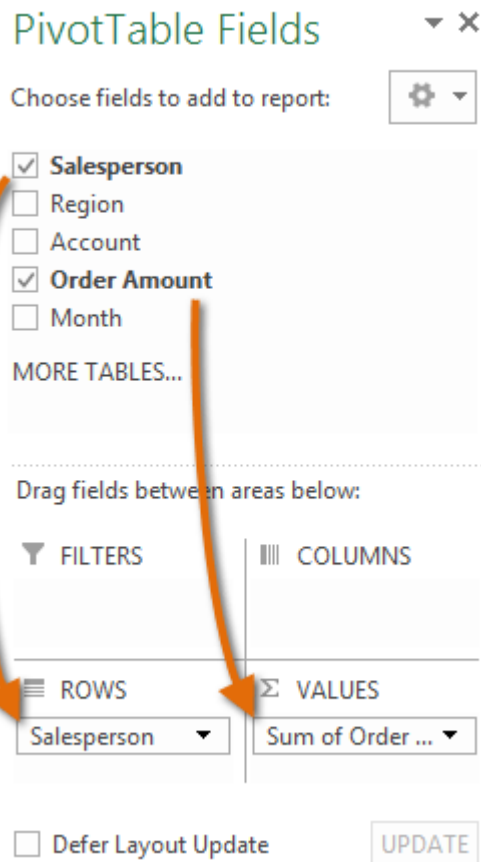 PivotTable Fields
Choose fields to add to report:
Salesperson
Region
Account
Order Amount
Month
MORE TABLES...
Drag fields between areas below:
FILTERS
COLUMNS
ROWS
Σ VALUES
Salesperson
Sum of Order ...
Defer Layout Update
UPDATE